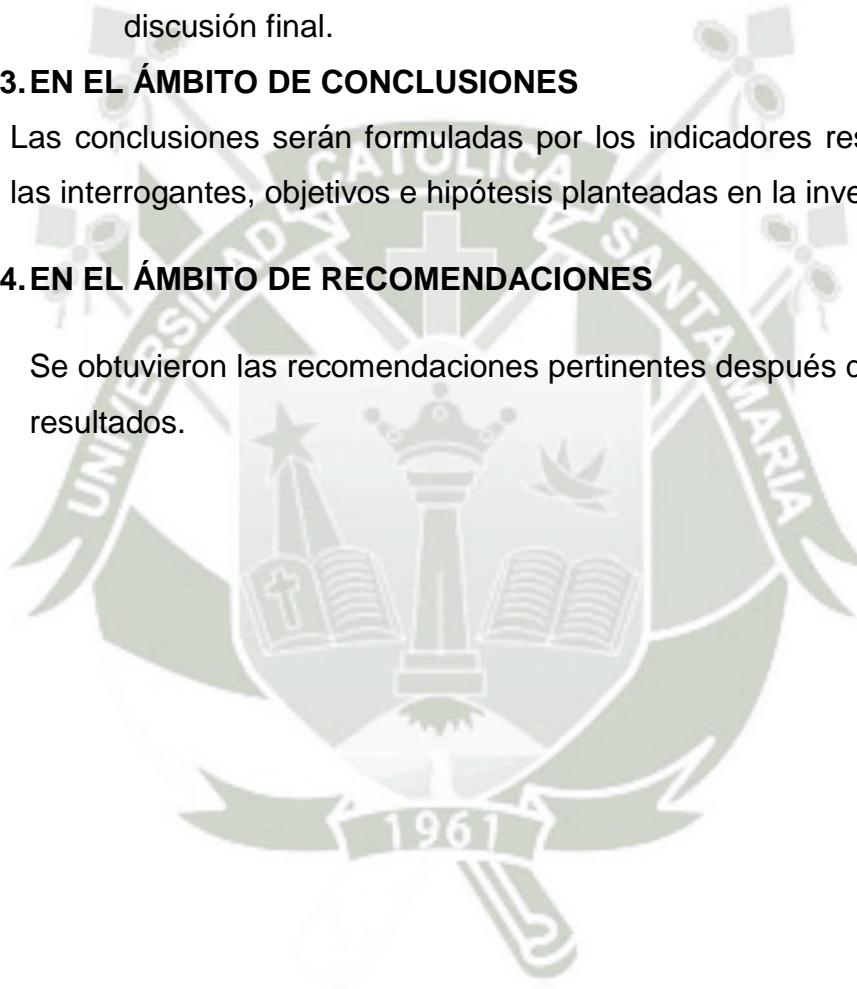 discusión final.
3. EN EL ÁMBITO DE CONCLUSIONES
Las conclusiones serán formuladas por los indicadores
las interrogantes, objetivos e hipótesis planteadas en la
4. EN EL ÁMBITO DE RECOMENDACIONES
Se obtuvieron las recomendaciones pertinentes después
resultados.
UNIVERSIDAD CATOLICA SANTA MARIA
1961